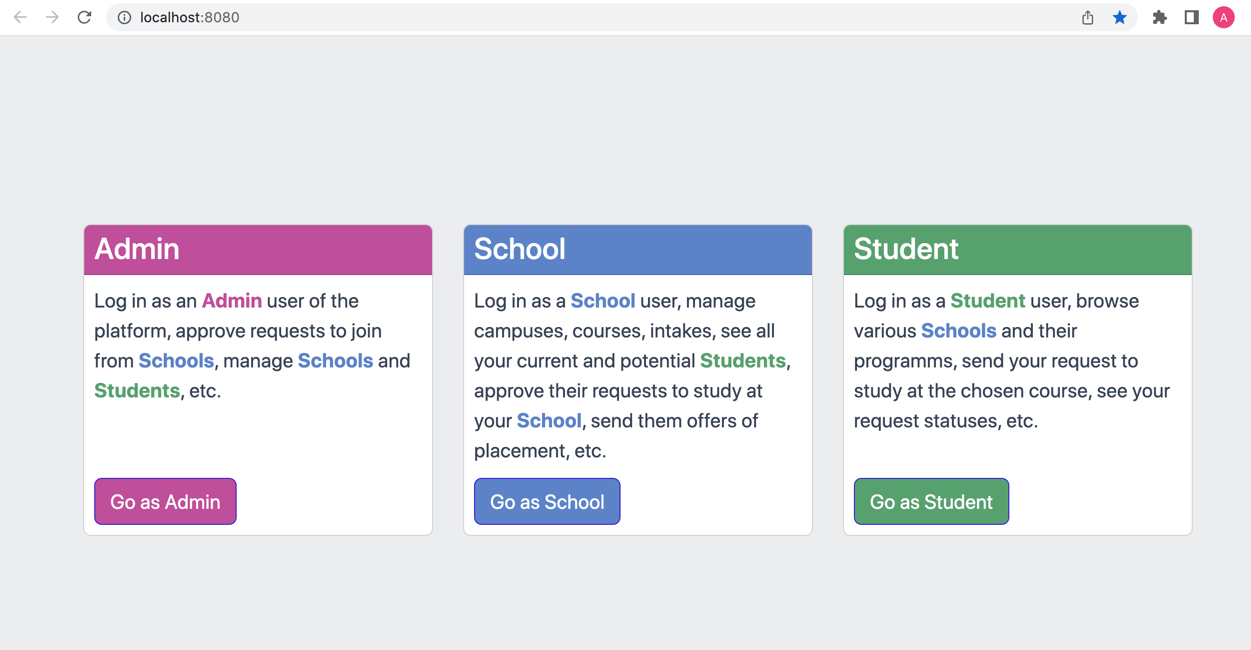 localhost:8080
A
Admin
Log in as an Admin user of the
platform, approve requests to join
from Schools, manage Schools and
Students, etc.
Go as Admin
School
Log in as a School user, manage
campuses, courses, intakes, see all
your current and potential Students,
approve their requests to study at
your School, send them offers of
placement, etc.
Go as School
Student
Log in as a Student user, browse
various Schools and their
programms, send your request to
study at the chosen course, see your
request statuses, etc.
Go as Student